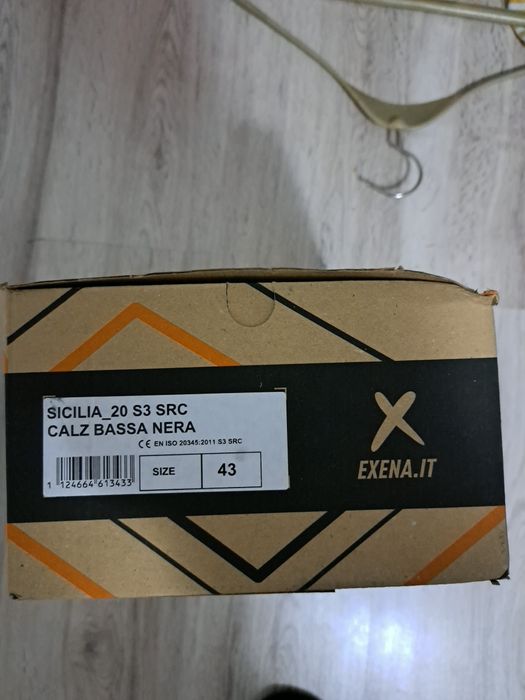 SICILIA_20 S3 SRC
CALZ BASSA NERA
CE EN ISO 20345:2011 S3 SRC
1 124664 613433
SIZE 43
X
EXENA.IT